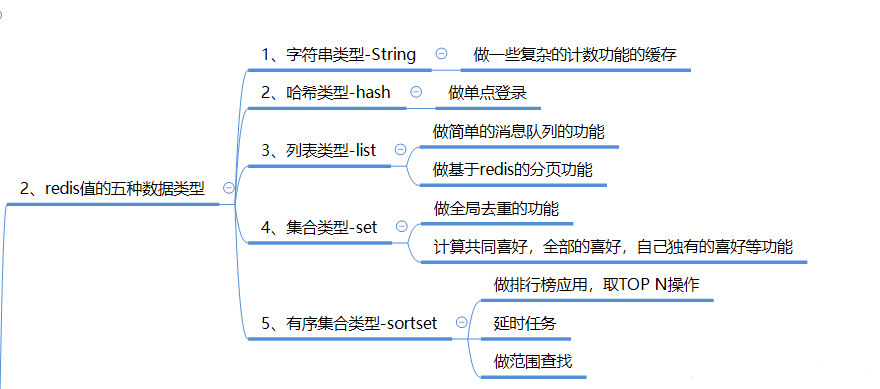 1、字符串类型-String
做一些复杂的计数功能的缓存
2、哈希类型-hash
做单点登录
3、列表类型-list
做简单的消息队列的功能
做基于redis的分页功能
2、redis值的五种数据类型
4、集合类型-set
做全局去重的功能
计算共同喜好，全部的喜好，自己独有的喜好等功能
5、有序集合类型-sortset
做排行榜应用，取TOP N操作
延时任务
做范围查找